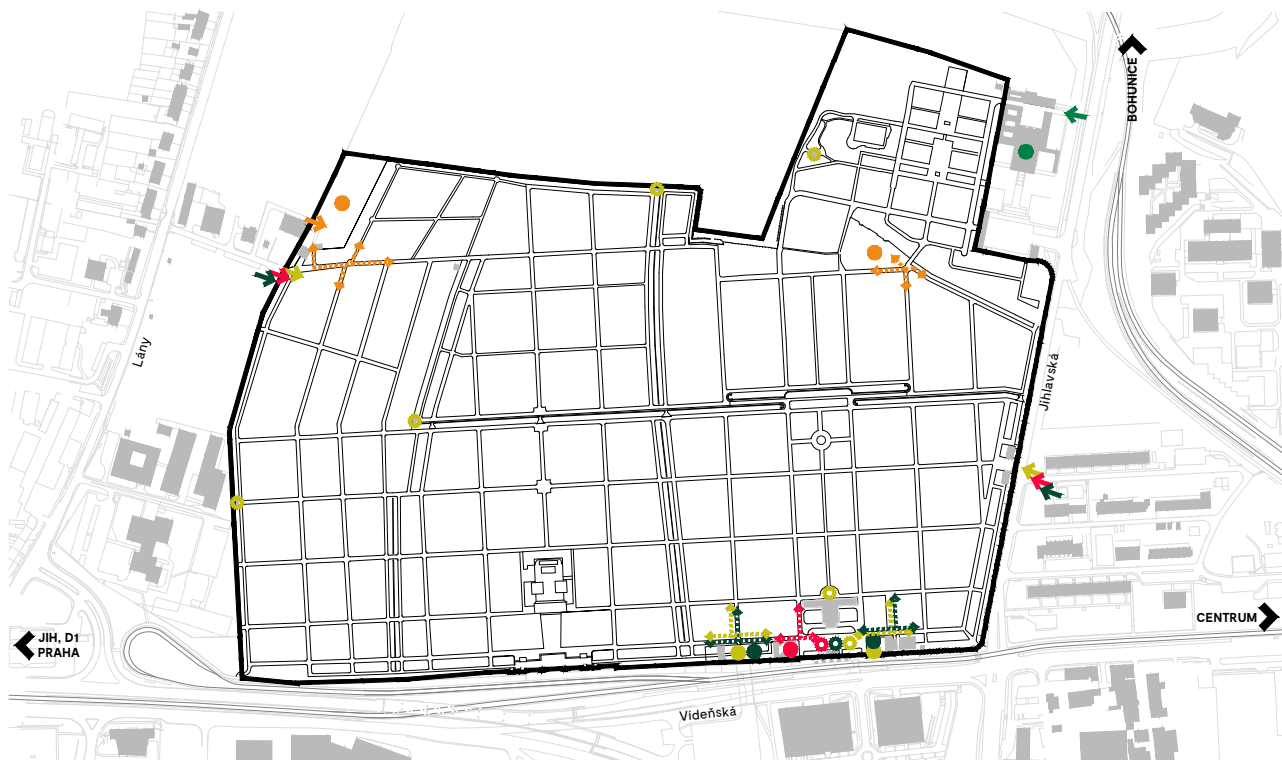 BOHUNICE
Lány
Jihlavská
JIH, D1
PRAHA
CENTRUM
Vídeňská